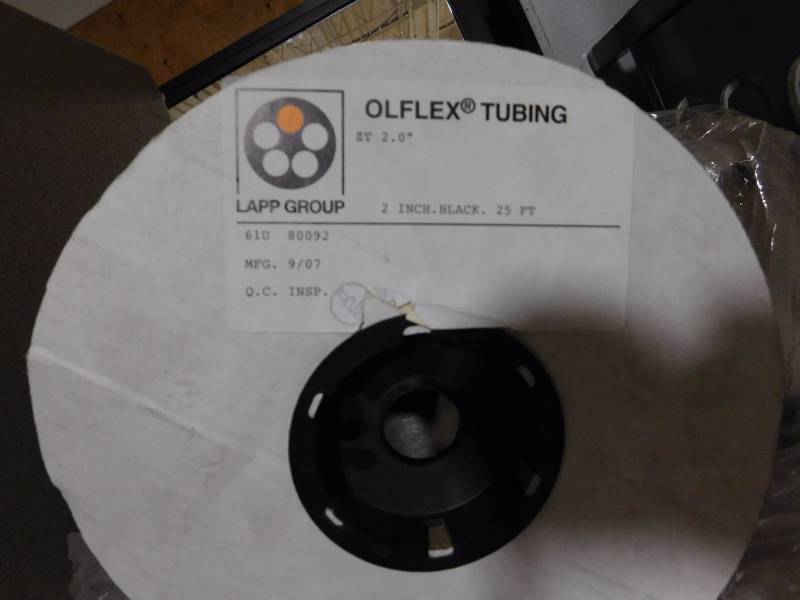 OLFLEX® TUBING
ZT 2.0"
LAPP GROUP
2 INCH.BLACK. 25 FT
61U 80092
MFG. 9/07
Q.C. INSP.